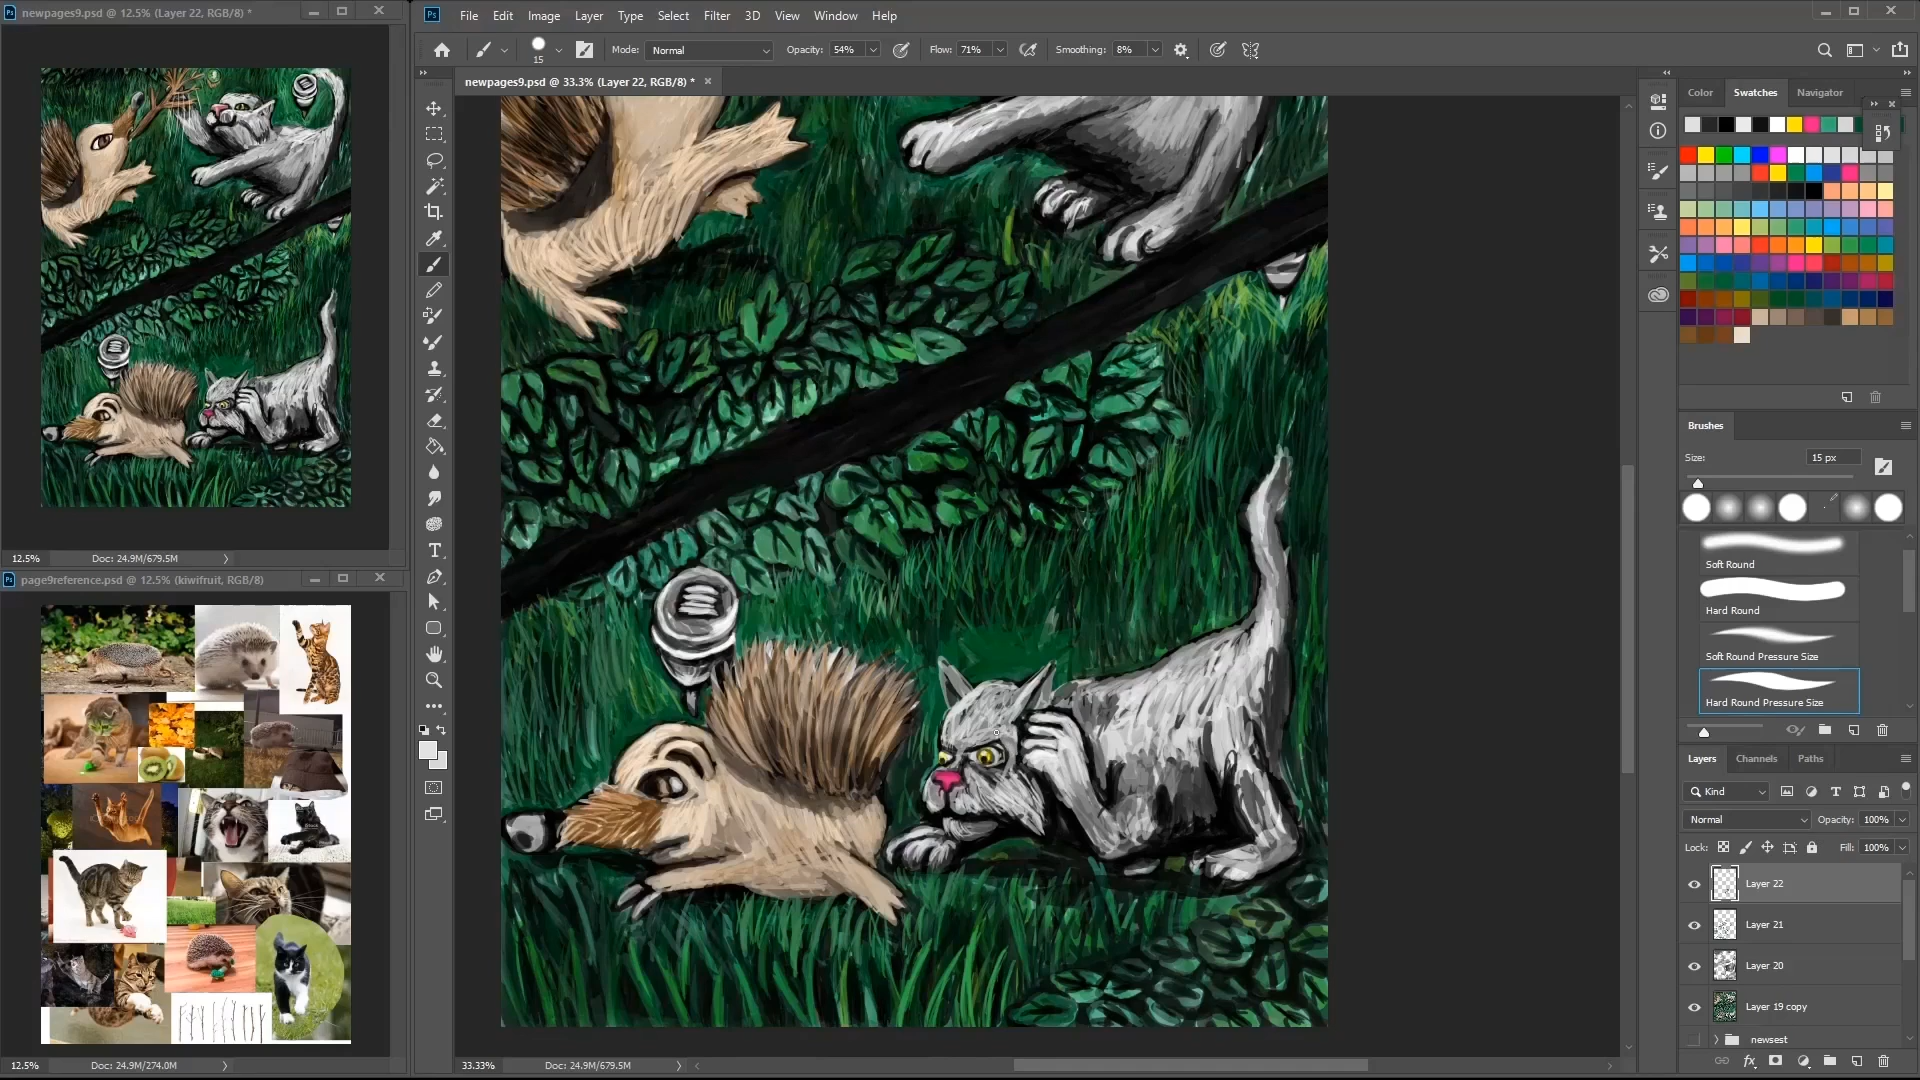 newpages9.psd @ 12.5% (Layer 22, RGB/8) *
12.5%
Doc: 24.9M/679.5M
page9reference.psd @ 12.5% (kiwifruit, RGB/8)
12.5%
Doc: 24.9M/274.0M
Ps
File Edit Image Layer Type Select Filter 3D View Window Help
15
Mode: Normal
Opacity: 54%
Flow: 71%
Smoothing: 8%
newpages9.psd @ 33.3% (Layer 22, RGB/8) *
33.33%
Doc: 24.9M/679.5M
Color Swatches Navigator
Brushes
Size: 15 px
Soft Round
Hard Round
Soft Round Pressure Size
Hard Round Pressure Size
Layers Channels Paths
Kind
Normal Opacity: 100%
Lock: Fill: 100%
Layer 22
Layer 21
Layer 20
Layer 19 copy
newsest
fx